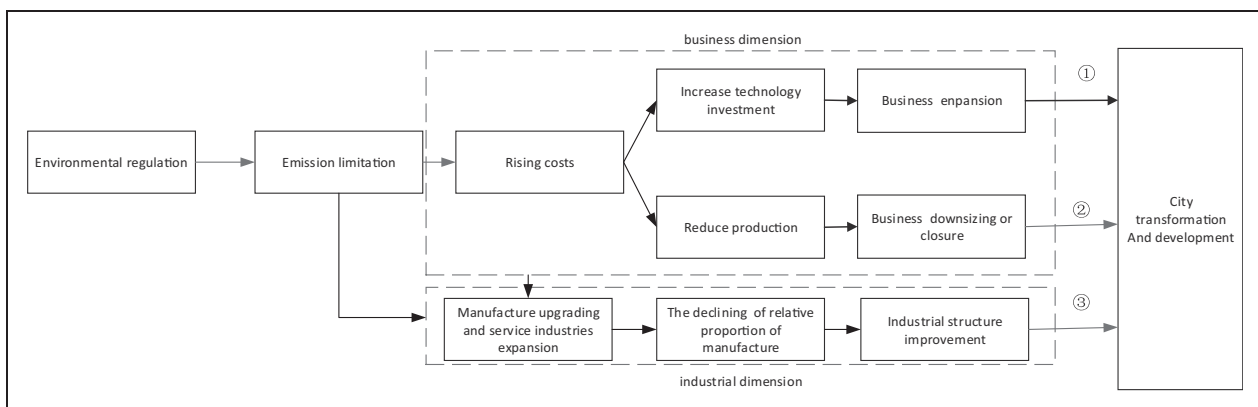 business dimension
Increase technology
investment
Business enpansion
①
Environmental regulation
Emission limitation
Rising costs
Reduce production
Business downsizing or
closure
②
City
transformation
And development
Manufacture upgrading
and service industries
expansion
The declining of relative
proportion of
manufacture
Industrial structure
improvement
③
industrial dimension